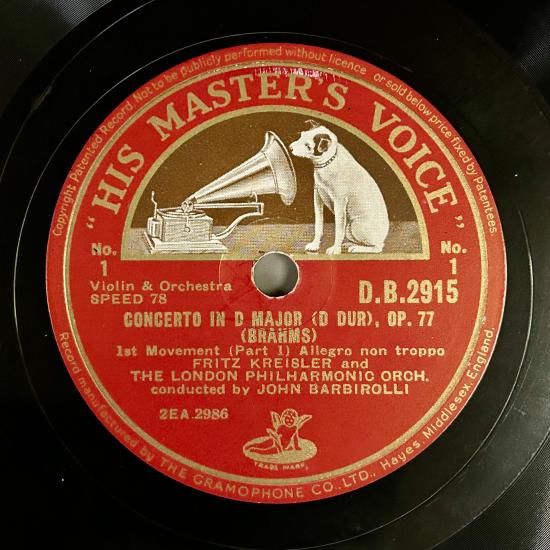 Copyright Patented Record. Not to be publicly performed without licence or sold below price fixed by Patentees.
"HIS MASTER'S VOICE"
No. 1
No. 1
Violin & Orchestra
SPEED 78
D.B.2915
CONCERTO IN D MAJOR (D DUR), OP. 77
(BRAHMS)
1st Movement (Part 1) Allegro non troppo
FRITZ KREISLER and
THE LONDON PHILHARMONIC ORCH.
conducted by JOHN BARBIROLLI
2EA.2986
TRADE MARK.
Record manufactured by THE GRAMOPHONE CO., LTD., Hayes, Middlesex, England.